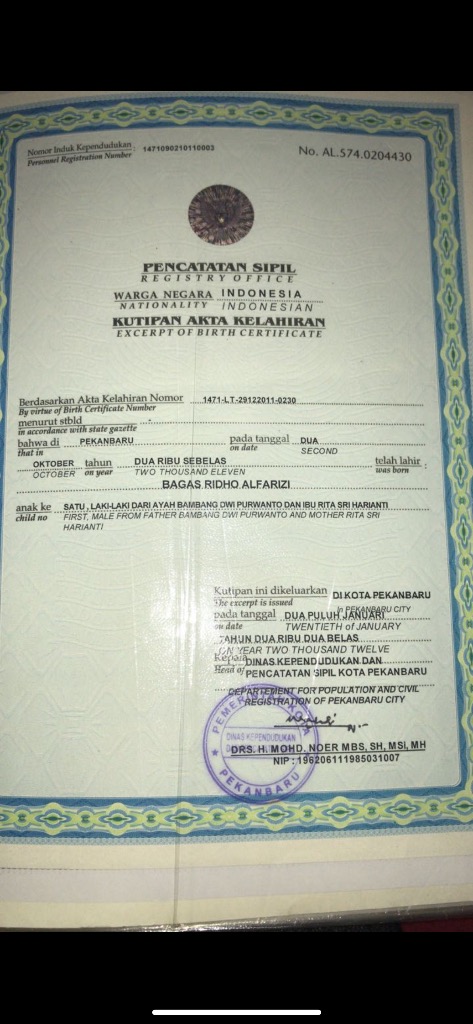 Nomor Induk Kependudukan 1471090210110003
Personnel Registration Number
No. AL.574.0204430
PENCATATAN SIPIL
REGISTRY OFFICE
WARGA NEGARA INDONESIA
NATIONALITY INDONESIAN
KUTIPAN AKTA KELAHIRAN
EXCERPT OF BIRTH CERTIFICATE
Berdasarkan Akta Kelahiran Nomor 1471-LT-29122011-0230
By virtue of Birth Certificate Number
menurut stbld -
in accordance with state gazette
bahwa di PEKANBARU pada tanggal DUA
that in on date SECOND
OKTOBER tahun DUA RIBU SEBELAS telah lahir :
OCTOBER on year TWO THOUSAND ELEVEN was born
BAGAS RIDHO ALFARIZI
anak ke SATU, LAKI-LAKI DARI AYAH BAMBANG DWI PURWANTO DAN IBU RITA SRI HARIANTI
child no FIRST, MALE FROM FATHER BAMBANG DWI PURWANTO AND MOTHER RITA SRI
HARIANTI
Kutipan ini dikeluarkan DI KOTA PEKANBARU
The excerpt is issued in PEKANBARU CITY
pada tanggal DUA PULUH JANUARI
on date TWENTIETH of JANUARY
TAHUN DUA RIBU DUA BELAS
ON YEAR TWO THOUSAND TWELVE
Kepala DINAS KEPENDUDUKAN DAN
Head of PENCATATAN SIPIL KOTA PEKANBARU
DEPARTEMENT FOR POPULATION AND CIVIL
REGISTRATION OF PEKANBARU CITY
PEMERINTAH KOTA
DINAS KEPENDUDUKAN
PEKANBARU
DRS. H. MOHD. NOER MBS, SH, MSI, MH
NIP : 196206111985031007